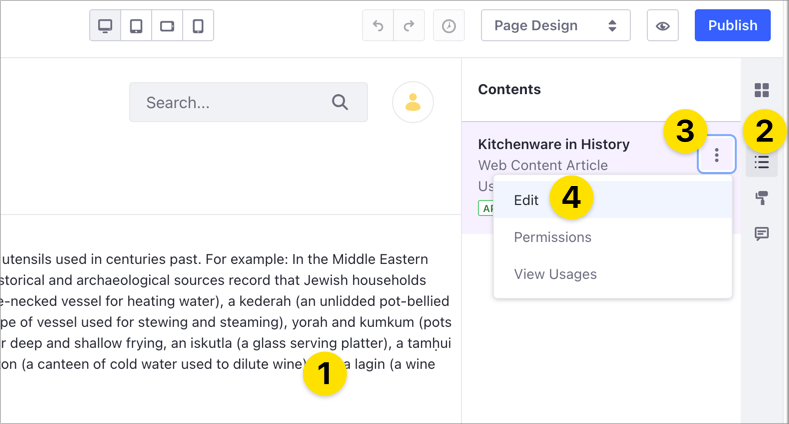 Page Design
Publish
Search...
Contents
3
2
Kitchenware in History
Web Content Article
Us
AP
Edit
4
Permissions
View Usages
utensils used in centuries past. For example: In the Middle Eastern
storical and archaeological sources record that Jewish households
e-necked vessel for heating water), a kederah (an unlidded pot-bellied
pe of vessel used for stewing and steaming), yorah and kumkum (pots
r deep and shallow frying, an iskutla (a glass serving platter), a tamḥui
on (a canteen of cold water used to dilute wine) a lagin (a wine
1